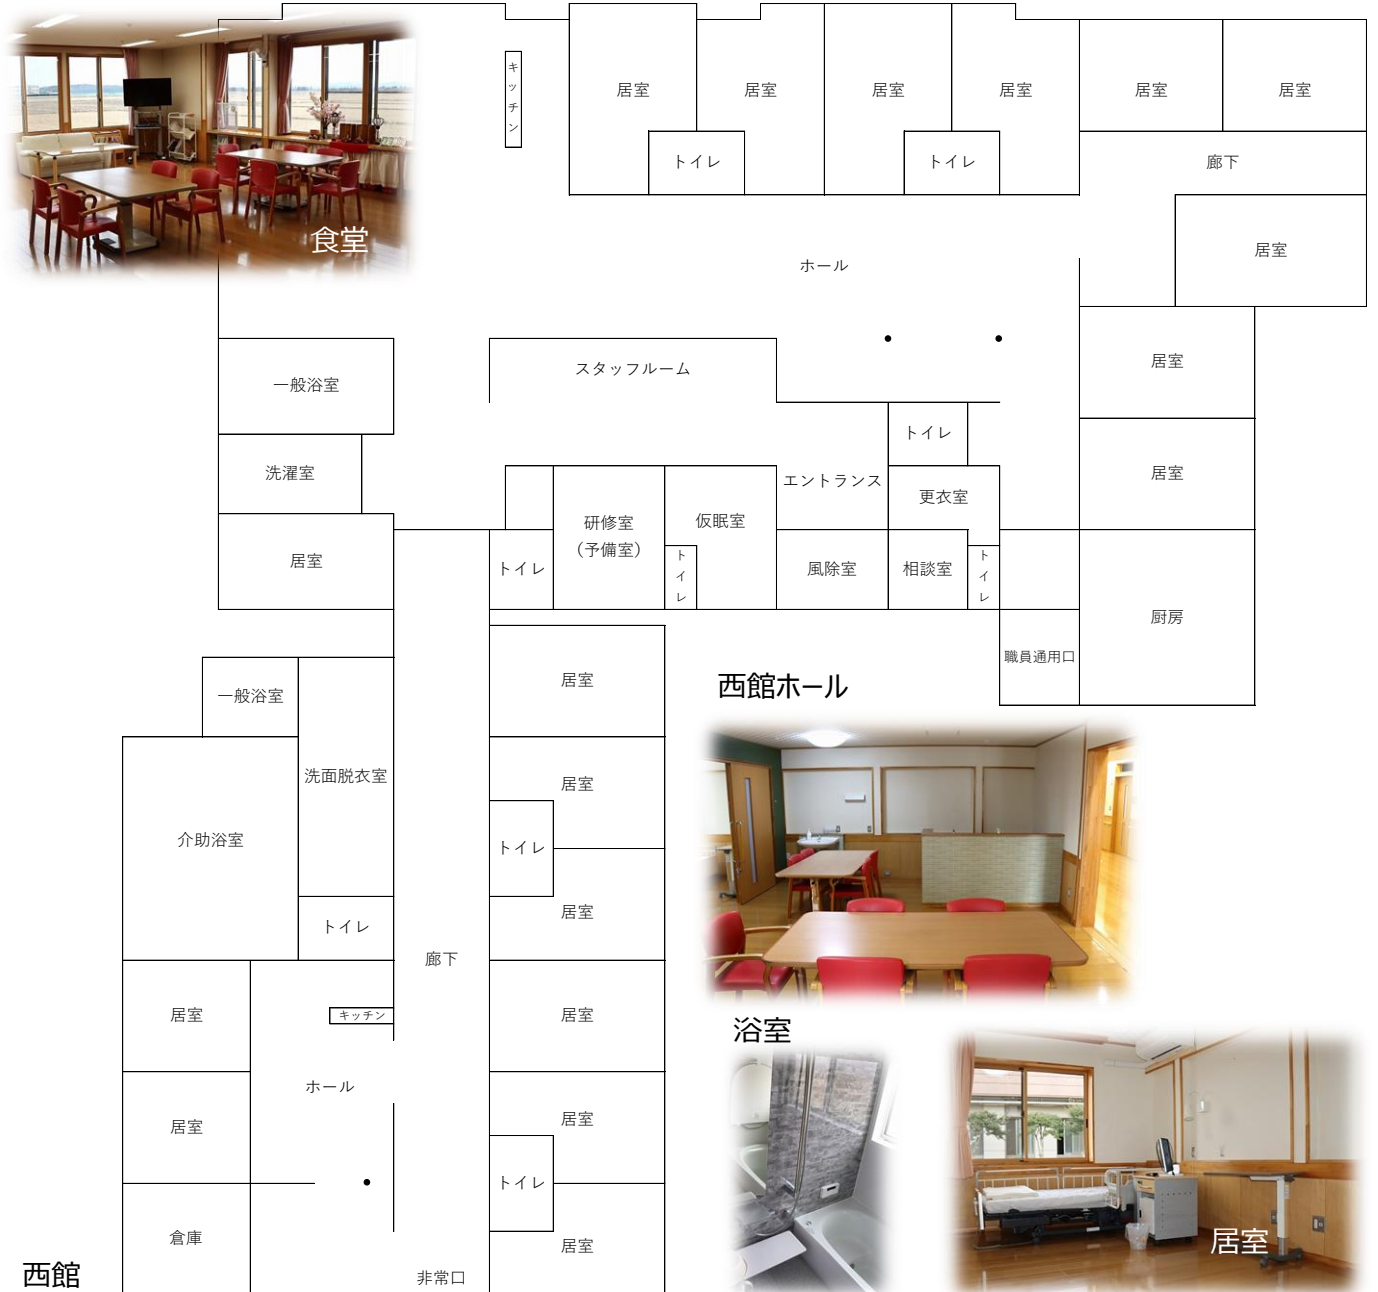 キッチン
居室
居室
居室
居室
居室
居室
トイレ
トイレ
廊下
食堂
ホール
居室
スタッフルーム
居室
一般浴室
トイレ
洗濯室
エントランス
更衣室
居室
研修室
(予備室)
仮眠室
居室
トイレ
トイレ
風除室
相談室
トイレ
厨房
職員通用口
居室
西館ホール
一般浴室
洗面脱衣室
居室
介助浴室
トイレ
居室
トイレ
廊下
居室
キッチン
居室
浴室
ホール
居室
居室
トイレ
倉庫
居室
居室
西館
非常口